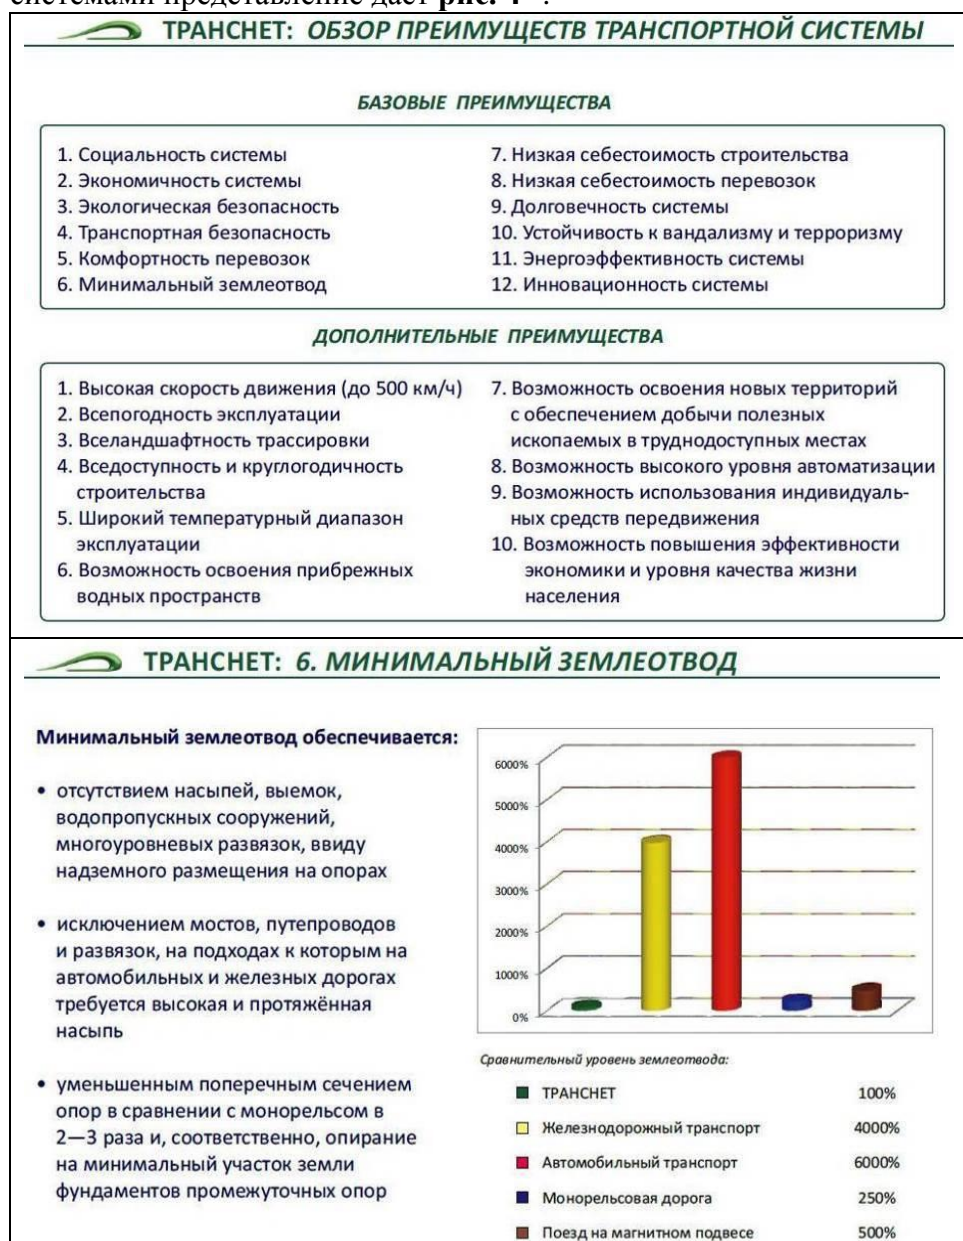 системами представление дает рис. 4
ТРАНСНЕТ: ОБЗОР ПРЕИМУЩЕСТВ ТРАНСПОРТНОЙ СИСТЕМЫ
БАЗОВЫЕ ПРЕИМУЩЕСТВА
1. Социальность системы
2. Экономичность системы
3. Экологическая безопасность
4. Транспортная безопасность
5. Комфортность перевозок
6. Минимальный землеотвод
7. Низкая себестоимость строительства
8. Низкая себестоимость перевозок
9. Долговечность системы
10. Устойчивость к вандализму и терроризму
11. Энергоэффективность системы
12. Инновационность системы
ДОПОЛНИТЕЛЬНЫЕ ПРЕИМУЩЕСТВА
1. Высокая скорость движения (до 500 км/ч)
2. Всепогодность эксплуатации
3. Вселандшафтность трассировки
4. Вседоступность и круглогодичность
строительства
5. Широкий температурный диапазон
эксплуатации
6. Возможность освоения прибрежных
водных пространств
7. Возможность освоения новых территорий
с обеспечением добычи полезных
ископаемых в труднодоступных местах
8. Возможность высокого уровня автоматизации
9. Возможность использования индивидуаль-
ных средств передвижения
10. Возможность повышения эффективности
экономики и уровня качества жизни
населения
ТРАНСНЕТ: 6. МИНИМАЛЬНЫЙ ЗЕМЛЕОТВОД
Минимальный землеотвод обеспечивается:
• отсутствием насыпей, выемок,
водопропускных сооружений,
многоуровневых развязок, ввиду
надземного размещения на опорах
• исключением мостов, путепроводов
и развязок, на подходах к которым на
автомобильных и железных дорогах
требуется высокая и протяжённая
насыпь
• уменьшенным поперечным сечением
опор в сравнении с монорельсом в
2—3 раза и, соответственно, опирание
на минимальный участок земли
фундаментов промежуточных опор
6000%
5000%
4000%
3000%
2000%
1000%
0%
Сравнительный уровень землеотвода:
ТРАНСНЕТ 100%
Железнодорожный транспорт 4000%
Автомобильный транспорт 6000%
Монорельсовая дорога 250%
Поезд на магнитном подвесе 500%